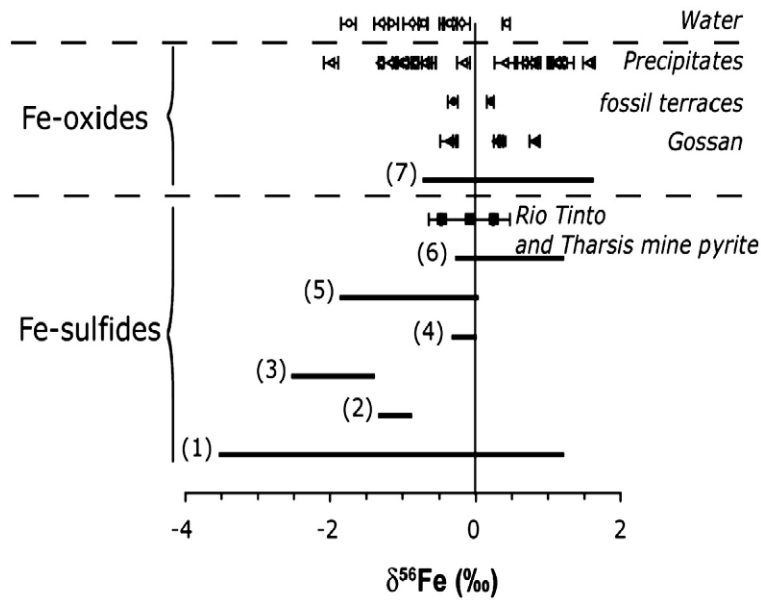 Water
Precipitates
Fe-oxides
fossil terraces
Gossan
(7)
Rio Tinto
and Tharsis mine pyrite
(6)
(5)
Fe-sulfides
(4)
(3)
(2)
(1)
-4 -2 0 2
δ⁵⁶Fe (‰)